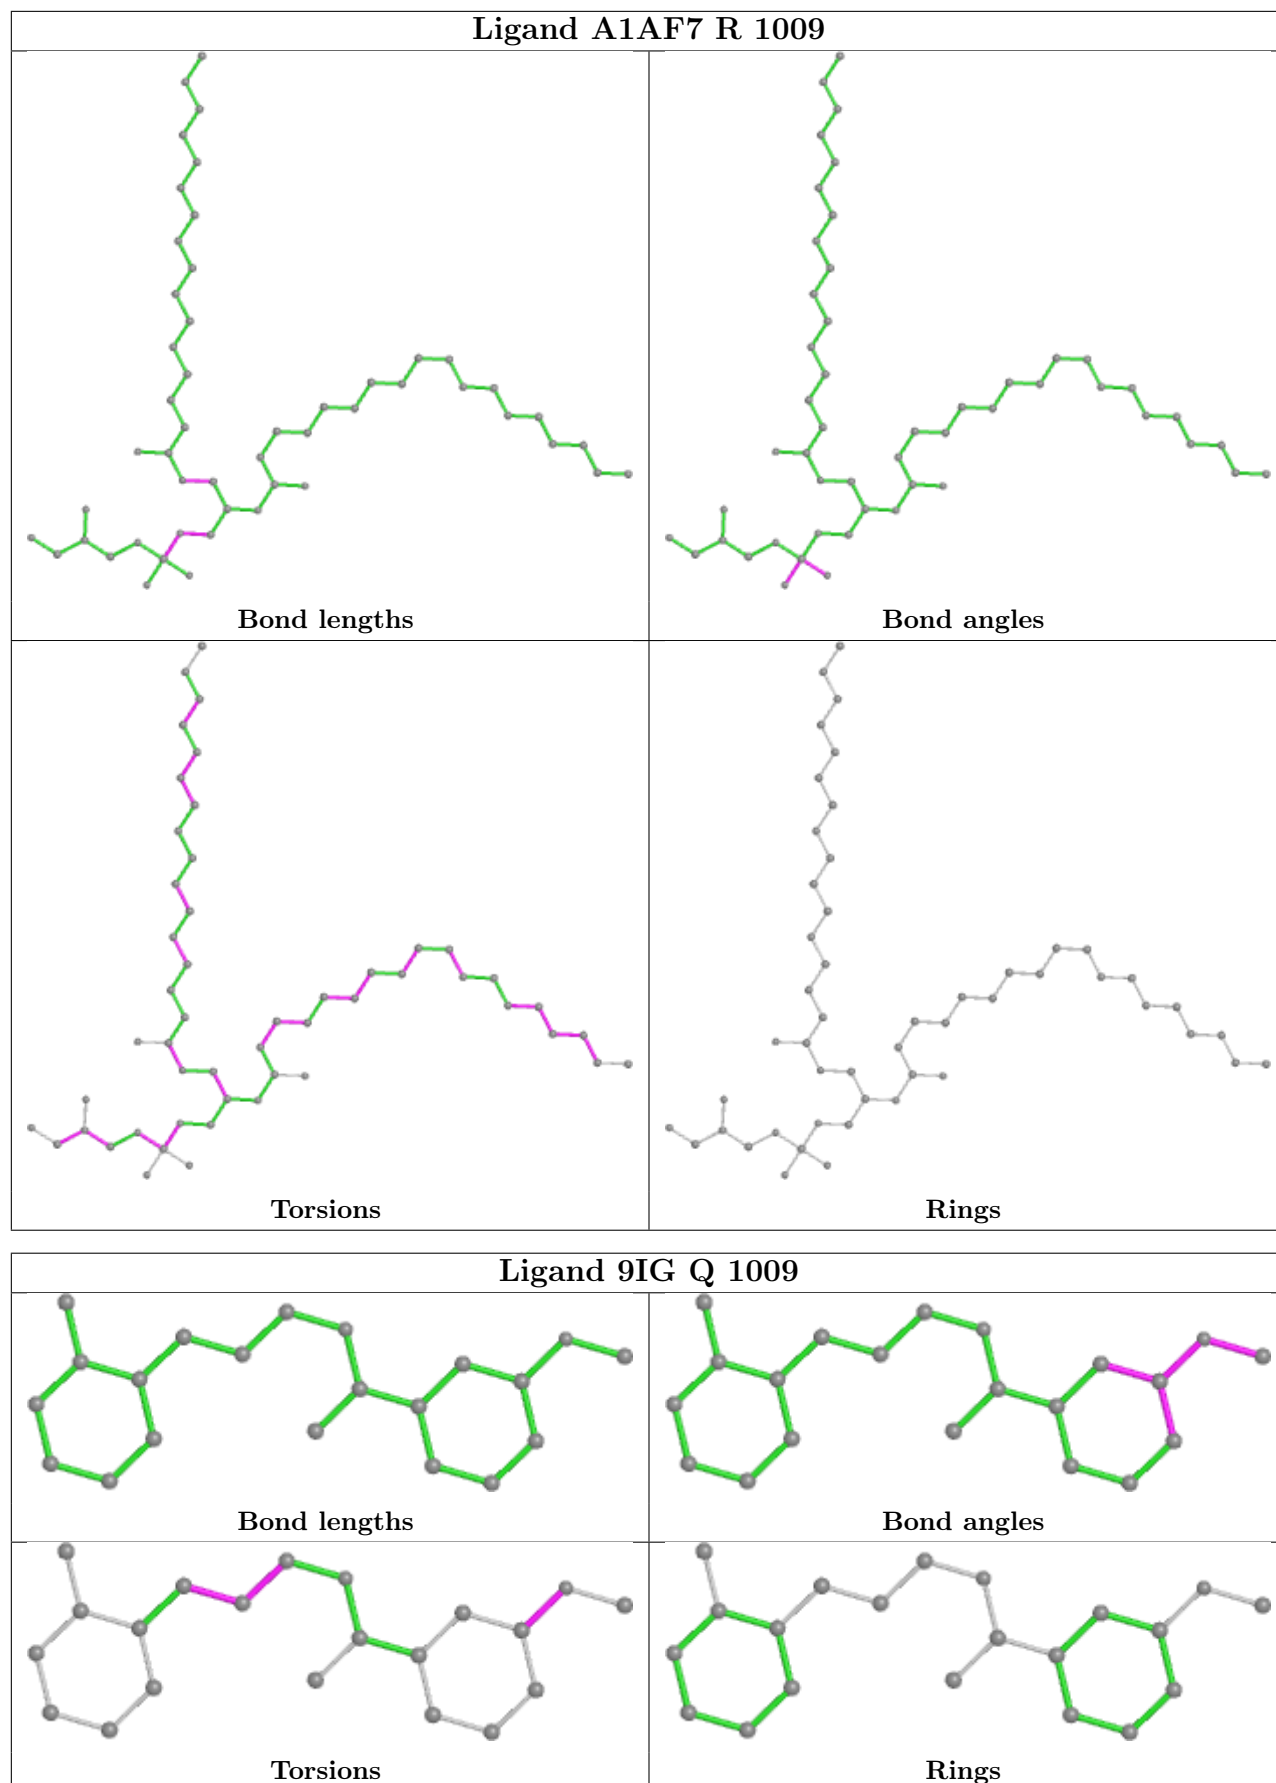 Ligand A1AF7 R 1009
Bond lengths
Bond angles
Torsions
Rings
Ligand 9IG Q 1009
Bond lengths
Bond angles
Torsions
Rings